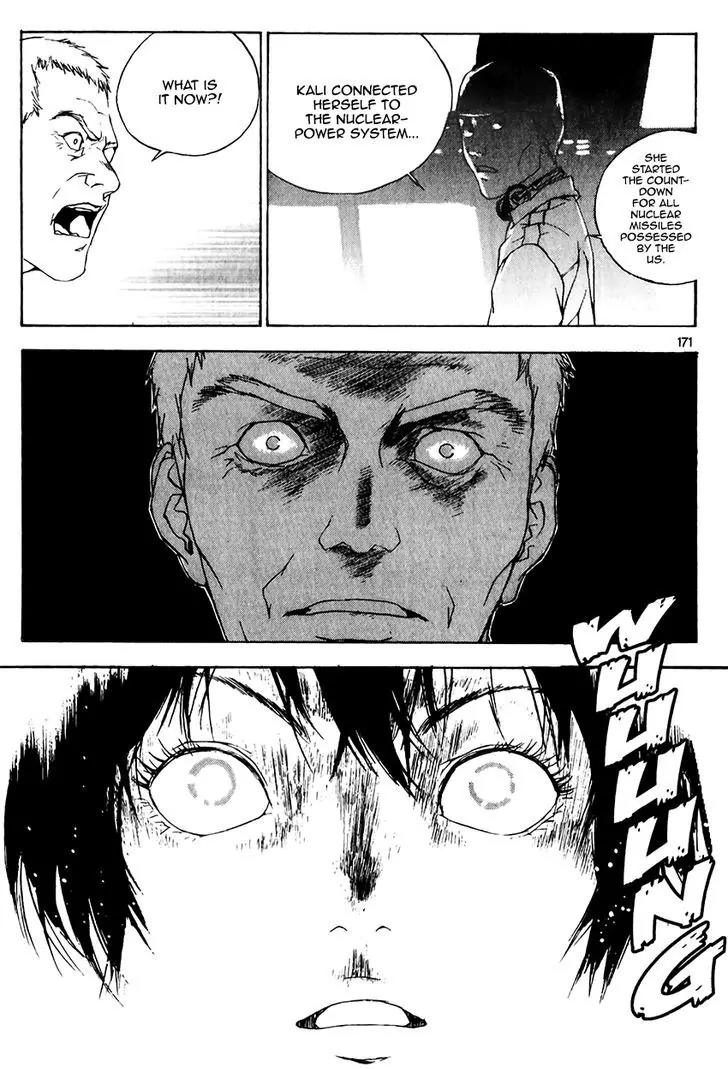 WHAT IS
IT NOW?!
KALI CONNECTED
HERSELF TO
THE NUCLEAR-
POWER SYSTEM...
SHE
STARTED
THE COUNT-
DOWN
FOR ALL
NUCLEAR
MISSILES
POSSESSED
BY THE
US.
171
WUUUUNG